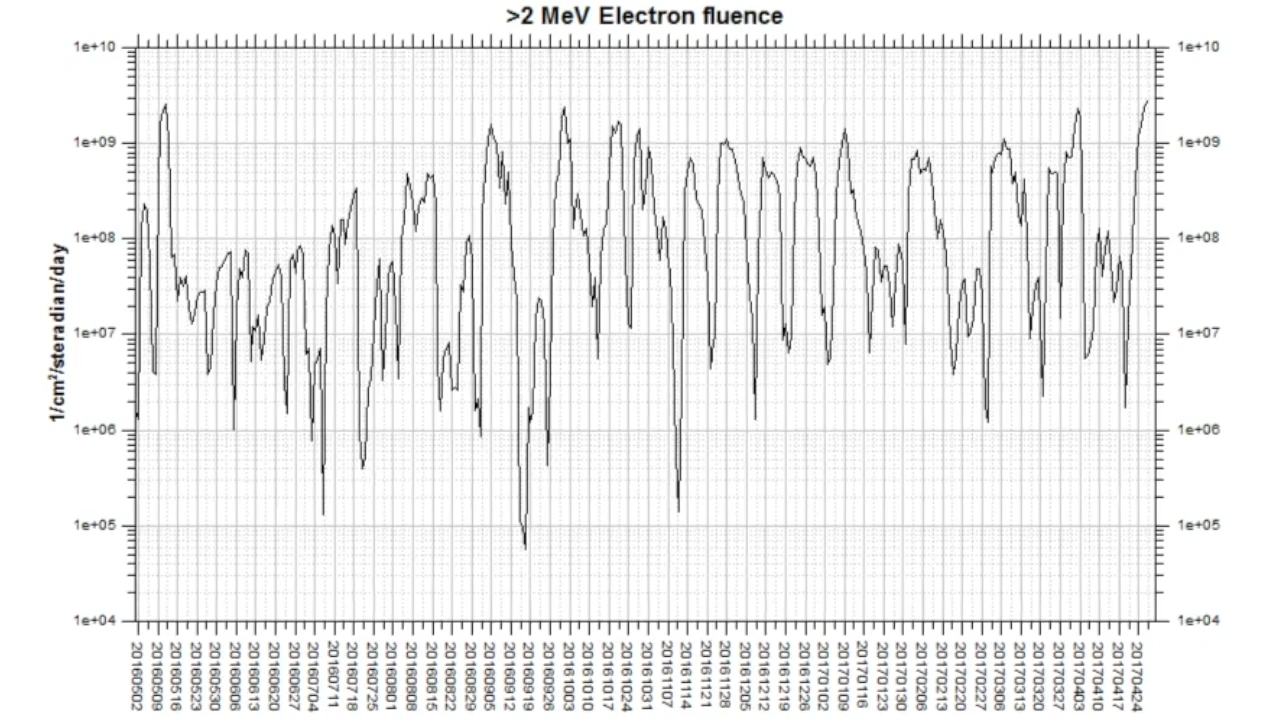 >2 MeV Electron fluence
1e+10 1e+10
1e+09 1e+09
1e+08 1e+08
1e+07 1e+07
1e+06 1e+06
1e+05 1e+05
1e+04 1e+04
1/cm²/steradian/day
20160502 20160509 20160516 20160523 20160530 20160606 20160613 20160620 20160627 20160704 20160711 20160718 20160725 20160801 20160808 20160815 20160822 20160829 20160905 20160912 20160919 20160926 20161003 20161010 20161017 20161024 20161031 20161107 20161114 20161121 20161128 20161205 20161212 20161219 20161226 20170102 20170109 20170116 20170123 20170130 20170206 20170213 20170220 20170227 20170306 20170313 20170320 20170327 20170403 20170410 20170417 20170424